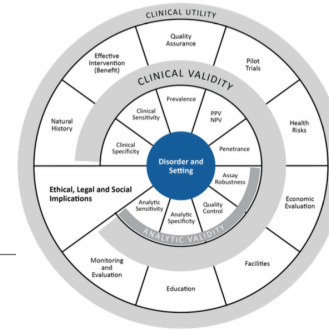 CLINICAL UTILITY
Quality
Assurance
Pilot
Trials
Health
Risks
Economic
Evaluation
Facilities
Education
Monitoring
and
Evaluation
Ethical, Legal and Social
Implications
Natural
History
Effective
Intervention
(Benefit)
CLINICAL VALIDITY
Clinical
Specificity
Clinical
Sensitivity
Prevalence
PPV
NPV
Penetrance
Assay
Robustness
Quality
Control
Analytic
Specificity
Analytic
Sensitivity
ANALYTIC VALIDITY
Disorder and
Setting